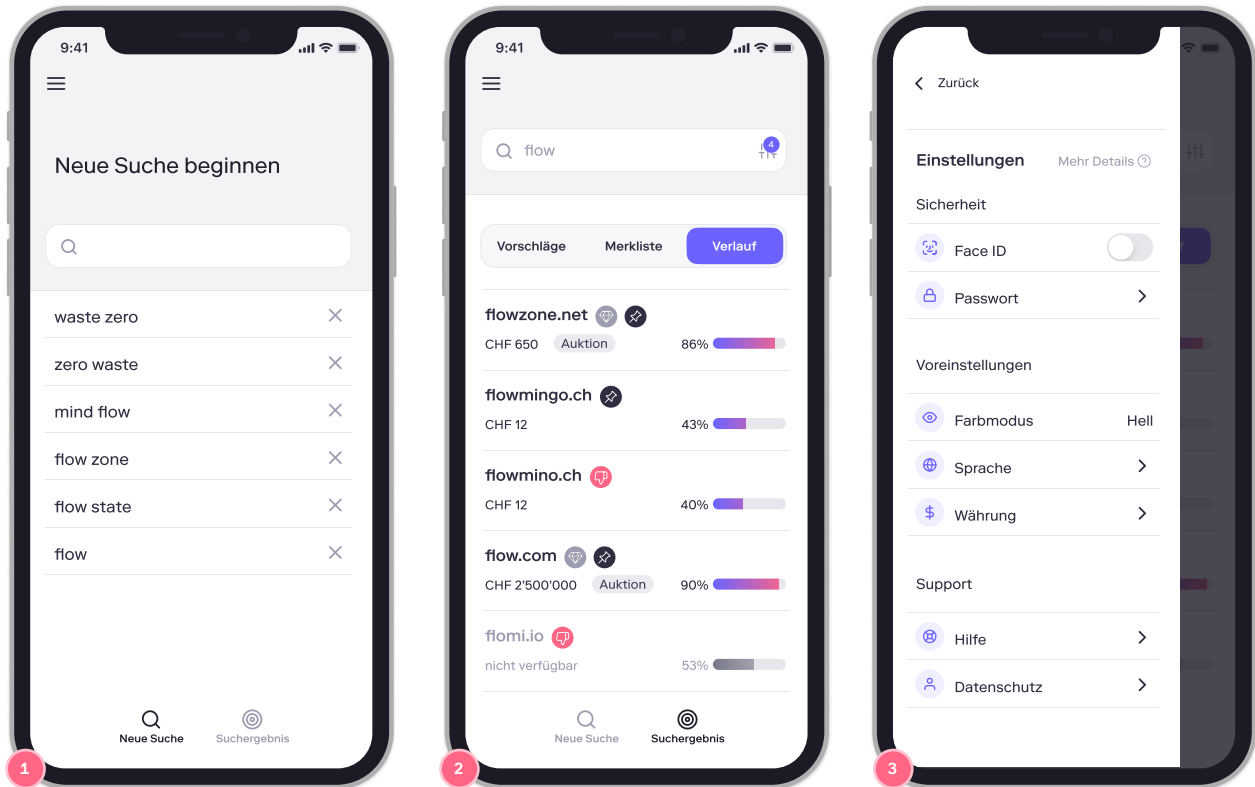 9:41
Neue Suche beginnen
waste zero
zero waste
mind flow
flow zone
flow state
flow
Neue Suche
Suchergebnis
1
9:41
flow
4
Vorschläge
Merkliste
Verlauf
flowzone.net
CHF 650 Auktion 86%
flowmingo.ch
CHF 12 43%
flowmino.ch
CHF 12 40%
flow.com
CHF 2'500'000 Auktion 90%
flomi.io
nicht verfügbar 53%
Neue Suche
Suchergebnis
2
Zurück
Einstellungen Mehr Details ?
Sicherheit
Face ID
Passwort
Voreinstellungen
Farbmodus Hell
Sprache
$ Währung
Support
Hilfe
Datenschutz
3